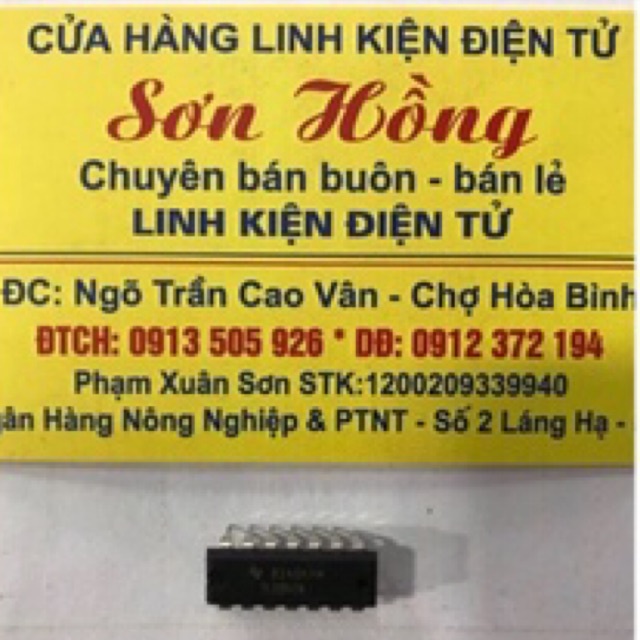 CỬA HÀNG LINH KIỆN ĐIỆN TỬ
Sơn Hồng
Chuyên bán buôn - bán lẻ
LINH KIỆN ĐIỆN TỬ
ĐC: Ngõ Trần Cao Vân - Chợ Hòa Bình
ĐTCH: 0913 505 926 * DĐ: 0912 372 194
Phạm Xuân Sơn STK:1200209339940
gân Hàng Nông Nghiệp & PTNT - Số 2 Láng Hạ -